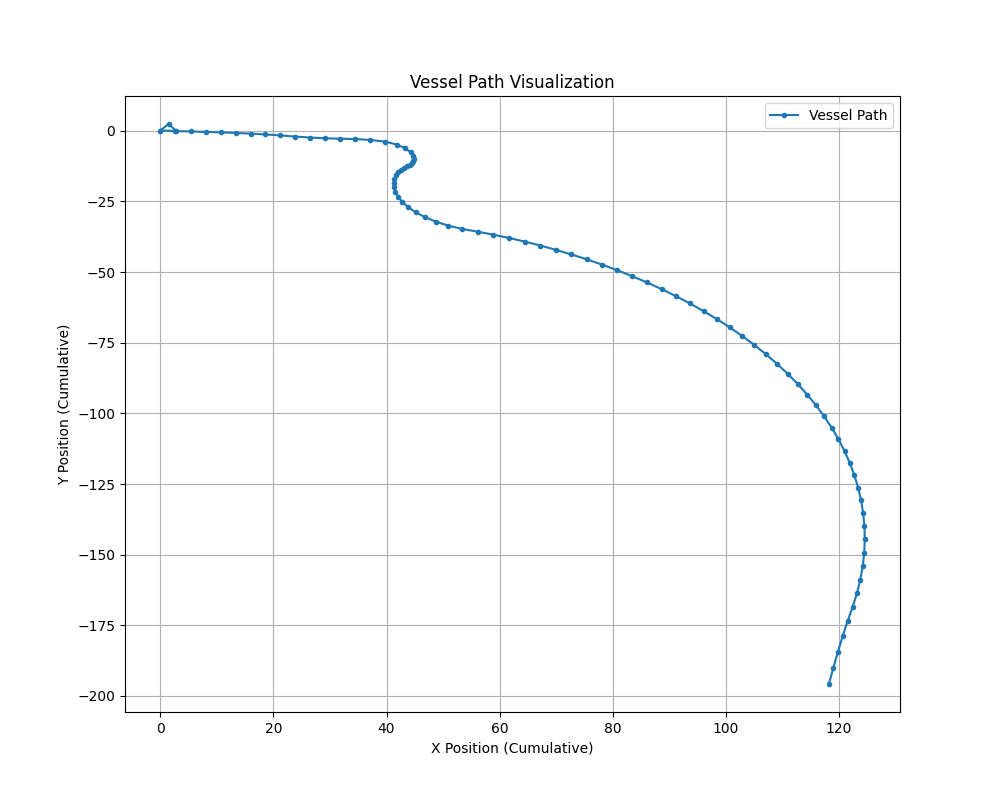 Vessel Path Visualization
Vessel Path
Y Position (Cumulative)
0
−25
−50
−75
−100
−125
−150
−175
−200
0 20 40 60 80 100 120
X Position (Cumulative)